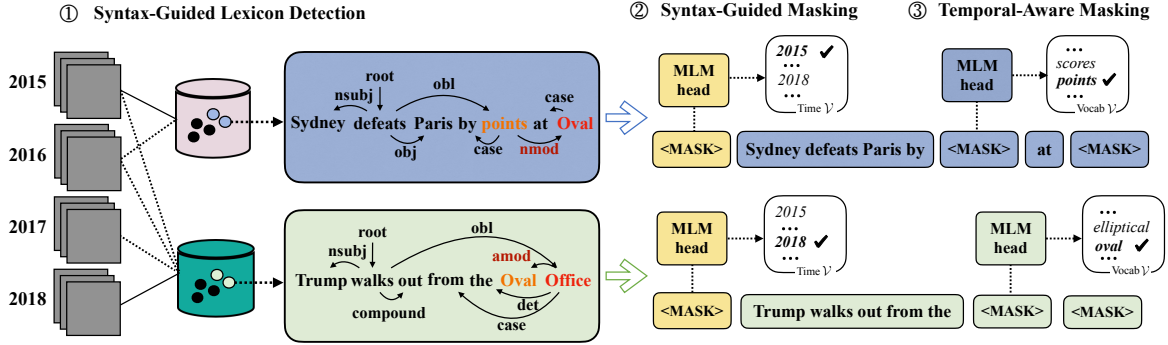 ① Syntax-Guided Lexicon Detection
② Syntax-Guided Masking
③ Temporal-Aware Masking
2015
2016
2017
2018
root
obl
nsubj
case
Sydney defeats Paris by points at Oval
obj
case
nmod
MLM head
2015 ✔
...
2018
...
Time 𝒱
MLM head
...
scores
points ✔
...
Vocab 𝒱
<MASK> Sydney defeats Paris by <MASK> at <MASK>
root
obl
nsubj
amod
Trump walks out from the Oval Office
compound
det
case
MLM head
2015
...
2018 ✔
...
Time 𝒱
MLM head
...
elliptical
oval ✔
...
Vocab 𝒱
<MASK> Trump walks out from the <MASK> <MASK>